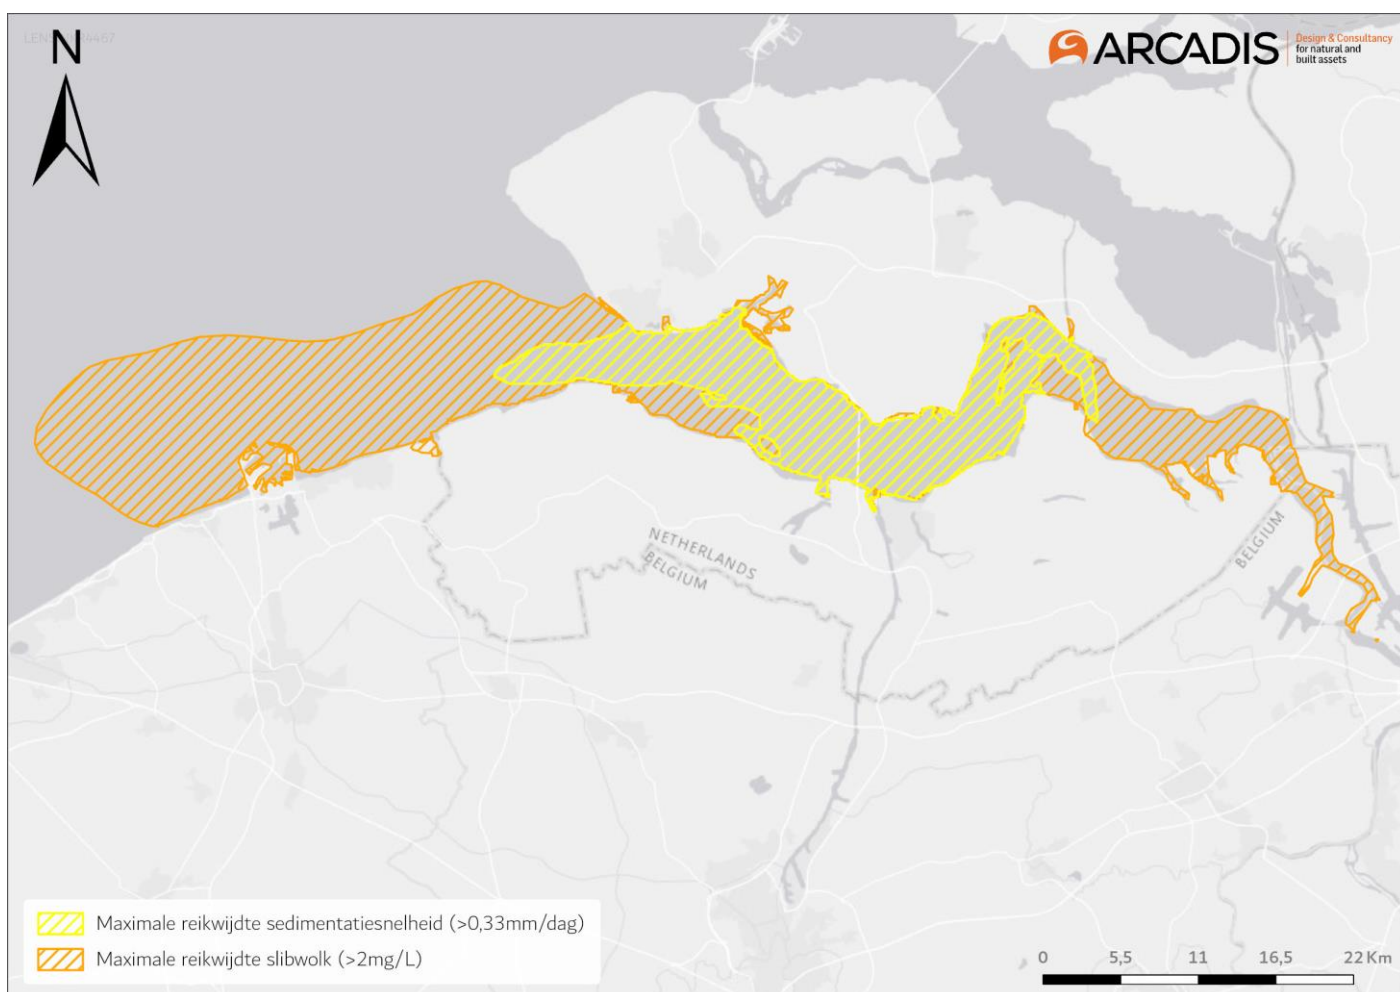 N
ARCADIS
Design & Consultancy
for natural and
built assets
NETHERLANDS
BELGIUM
BELGIUM
Maximale reikwijdte sedimentatiesnelheid (>0,33mm/dag)
Maximale reikwijdte slibwolk (>2mg/L)
0 5,5 11 16,5 22 Km